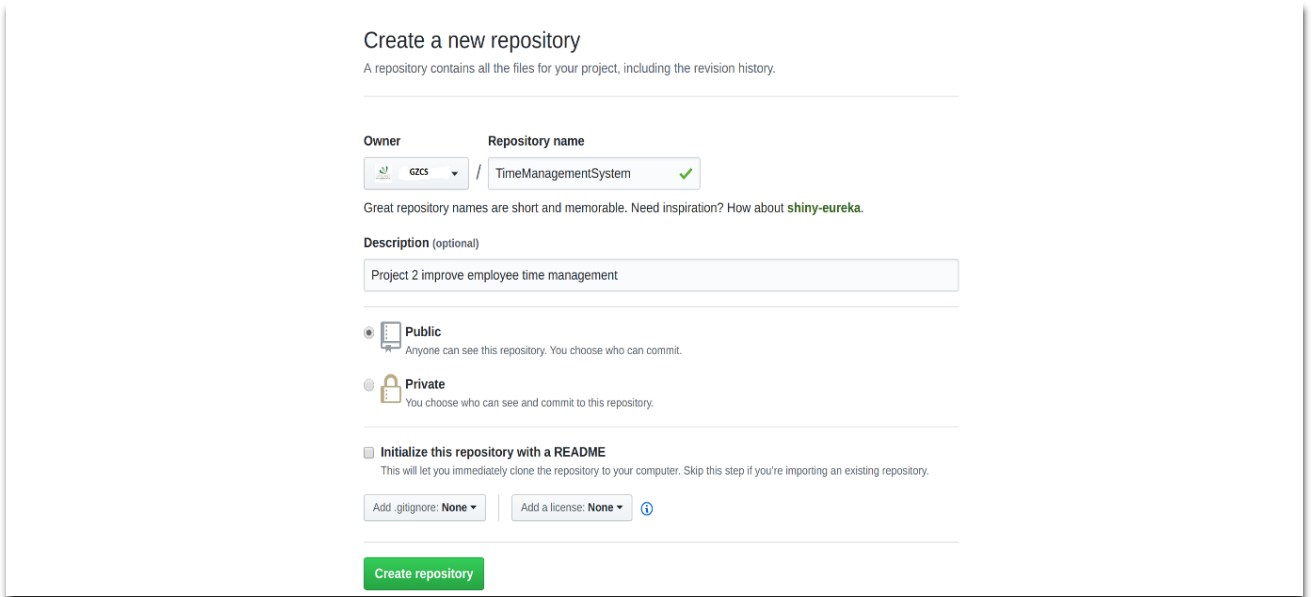 Create a new repository
A repository contains all the files for your project, including the revision history.
Owner Repository name
GZCS / TimeManagementSystem
Great repository names are short and memorable. Need inspiration? How about shiny-eureka.
Description (optional)
Project 2 improve employee time management
Public
Anyone can see this repository. You choose who can commit.
Private
You choose who can see and commit to this repository.
Initialize this repository with a README
This will let you immediately clone the repository to your computer. Skip this step if you're importing an existing repository.
Add .gitignore: None Add a license: None
Create repository